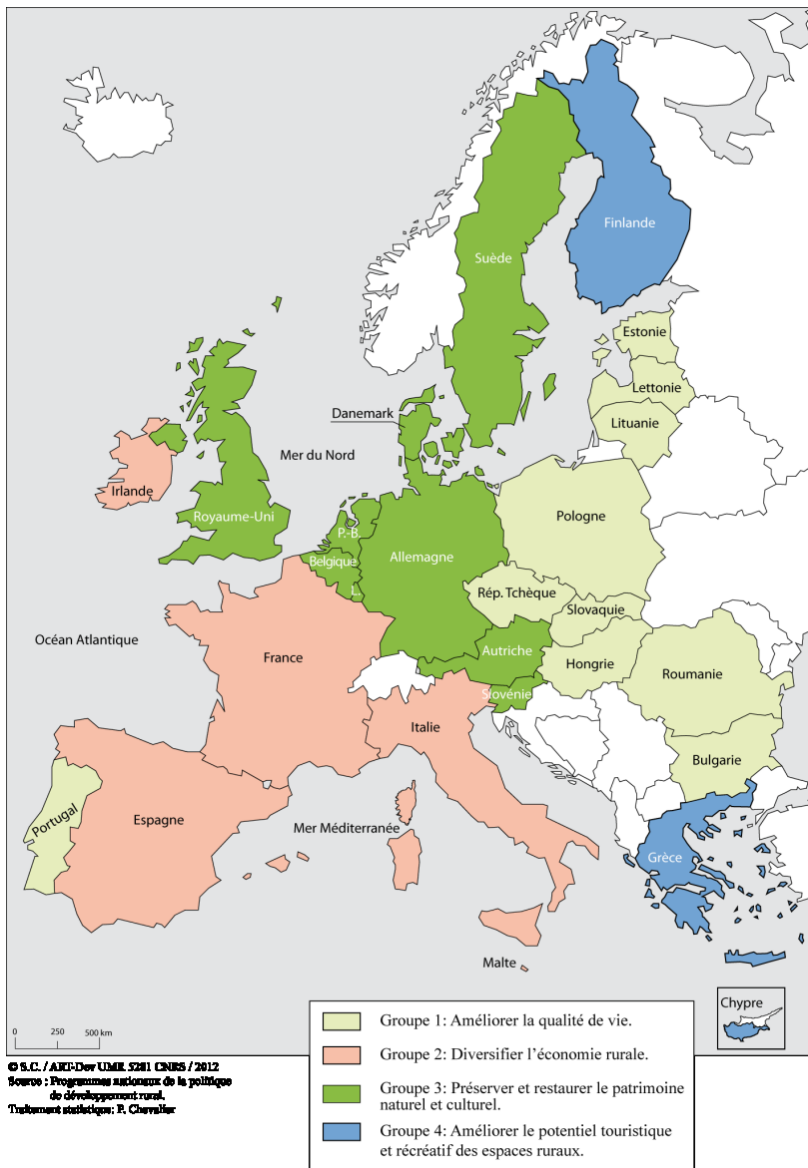 Finlande
Suède
Estonie
Lettonie
Danemark
Lituanie
Mer du Nord
Irlande
Royaume-Uni
P.-B.
Pologne
Belgique
Allemagne
L.
Rép. Tchèque
Slovaquie
Océan Atlantique
Autriche
France
Hongrie
Roumanie
Slovénie
Italie
Bulgarie
Portugal
Espagne
Mer Méditerranée
Grèce
Malte
Chypre
0 250 500 km
Groupe 1: Améliorer la qualité de vie.
Groupe 2: Diversifier l'économie rurale.
Groupe 3: Préserver et restaurer le patrimoine
naturel et culturel.
Groupe 4: Améliorer le potentiel touristique
et récréatif des espaces ruraux.
© S.C. / ART-Dev UMR 5281 CNRS / 2012
Source : Programmes nationaux de la politique
de développement rural.
Traitement statistique: P. Chevalier